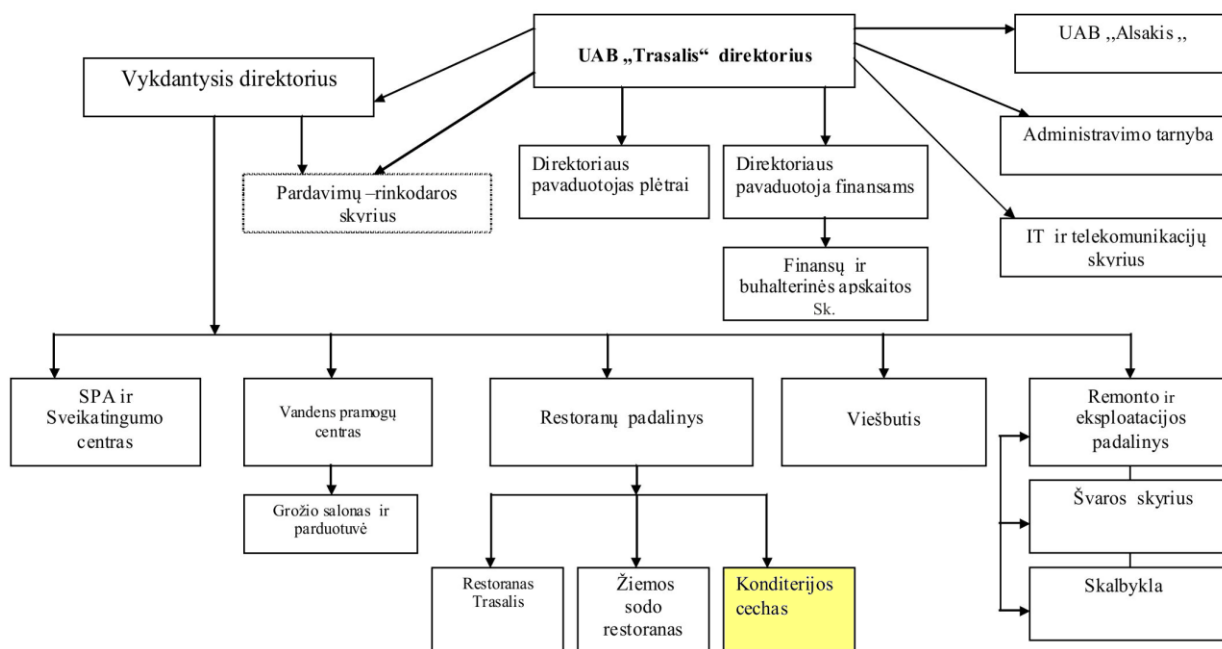 UAB „Trasalis“ direktorius
UAB ,,Alsakis ,,
Vykdantysis direktorius
Administravimo tarnyba
Direktoriaus
pavaduotojas plėtrai
Direktoriaus
pavaduotoja finansams
Pardavimų –rinkodaros
skyrius
IT ir telekomunikacijų
skyrius
Finansų ir
buhalterinės apskaitos
Sk.
SPA ir
Sveikatingumo
centras
Vandens pramogų
centras
Restoranų padalinys
Viešbutis
Remonto ir
eksploatacijos
padalinys
Grožio salonas ir
parduotuvė
Švaros skyrius
Restoranas
Trasalis
Žiemos
sodo
restoranas
Konditerijos
cechas
Skalbykla